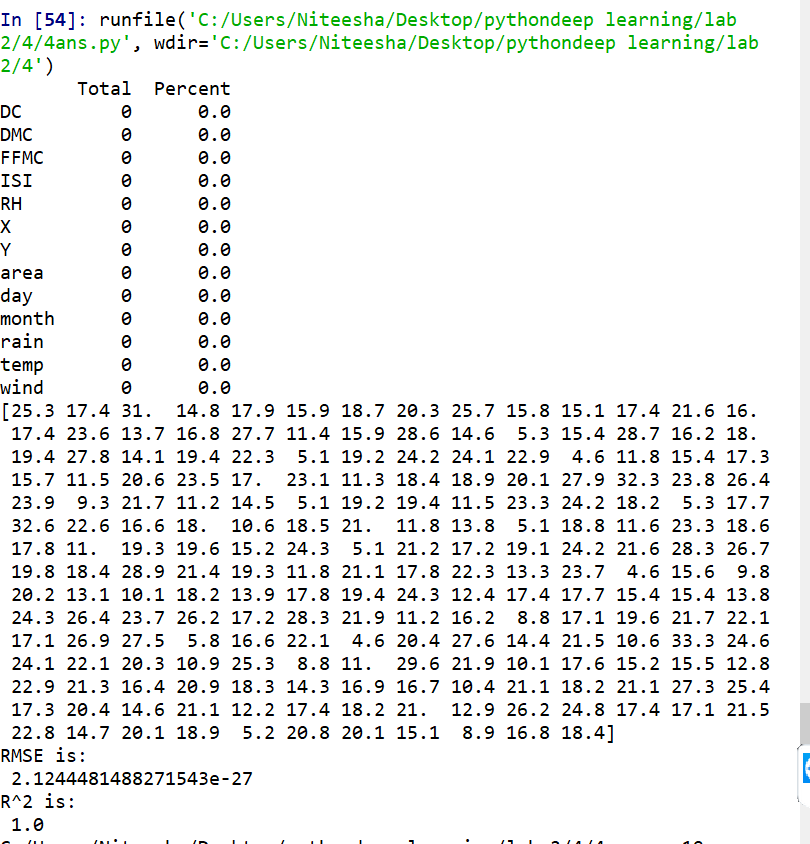 In [54]: runfile('C:/Users/Niteesha/Desktop/pythondeep learning/lab
2/4/4ans.py', wdir='C:/Users/Niteesha/Desktop/pythondeep learning/lab
2/4')
Total Percent
DC 0 0.0
DMC 0 0.0
FFMC 0 0.0
ISI 0 0.0
RH 0 0.0
X 0 0.0
Y 0 0.0
area 0 0.0
day 0 0.0
month 0 0.0
rain 0 0.0
temp 0 0.0
wind 0 0.0
[25.3 17.4 31. 14.8 17.9 15.9 18.7 20.3 25.7 15.8 15.1 17.4 21.6 16.
17.4 23.6 13.7 16.8 27.7 11.4 15.9 28.6 14.6 5.3 15.4 28.7 16.2 18.
19.4 27.8 14.1 19.4 22.3 5.1 19.2 24.2 24.1 22.9 4.6 11.8 15.4 17.3
15.7 11.5 20.6 23.5 17. 23.1 11.3 18.4 18.9 20.1 27.9 32.3 23.8 26.4
23.9 9.3 21.7 11.2 14.5 5.1 19.2 19.4 11.5 23.3 24.2 18.2 5.3 17.7
32.6 22.6 16.6 18. 10.6 18.5 21. 11.8 13.8 5.1 18.8 11.6 23.3 18.6
17.8 11. 19.3 19.6 15.2 24.3 5.1 21.2 17.2 19.1 24.2 21.6 28.3 26.7
19.8 18.4 28.9 21.4 19.3 11.8 21.1 17.8 22.3 13.3 23.7 4.6 15.6 9.8
20.2 13.1 10.1 18.2 13.9 17.8 19.4 24.3 12.4 17.4 17.7 15.4 15.4 13.8
24.3 26.4 23.7 26.2 17.2 28.3 21.9 11.2 16.2 8.8 17.1 19.6 21.7 22.1
17.1 26.9 27.5 5.8 16.6 22.1 4.6 20.4 27.6 14.4 21.5 10.6 33.3 24.6
24.1 22.1 20.3 10.9 25.3 8.8 11. 29.6 21.9 10.1 17.6 15.2 15.5 12.8
22.9 21.3 16.4 20.9 18.3 14.3 16.9 16.7 10.4 21.1 18.2 21.1 27.3 25.4
17.3 20.4 14.6 21.1 12.2 17.4 18.2 21. 12.9 26.2 24.8 17.4 17.1 21.5
22.8 14.7 20.1 18.9 5.2 20.8 20.1 15.1 8.9 16.8 18.4]
RMSE is:
2.1244481488271543e-27
R^2 is:
1.0